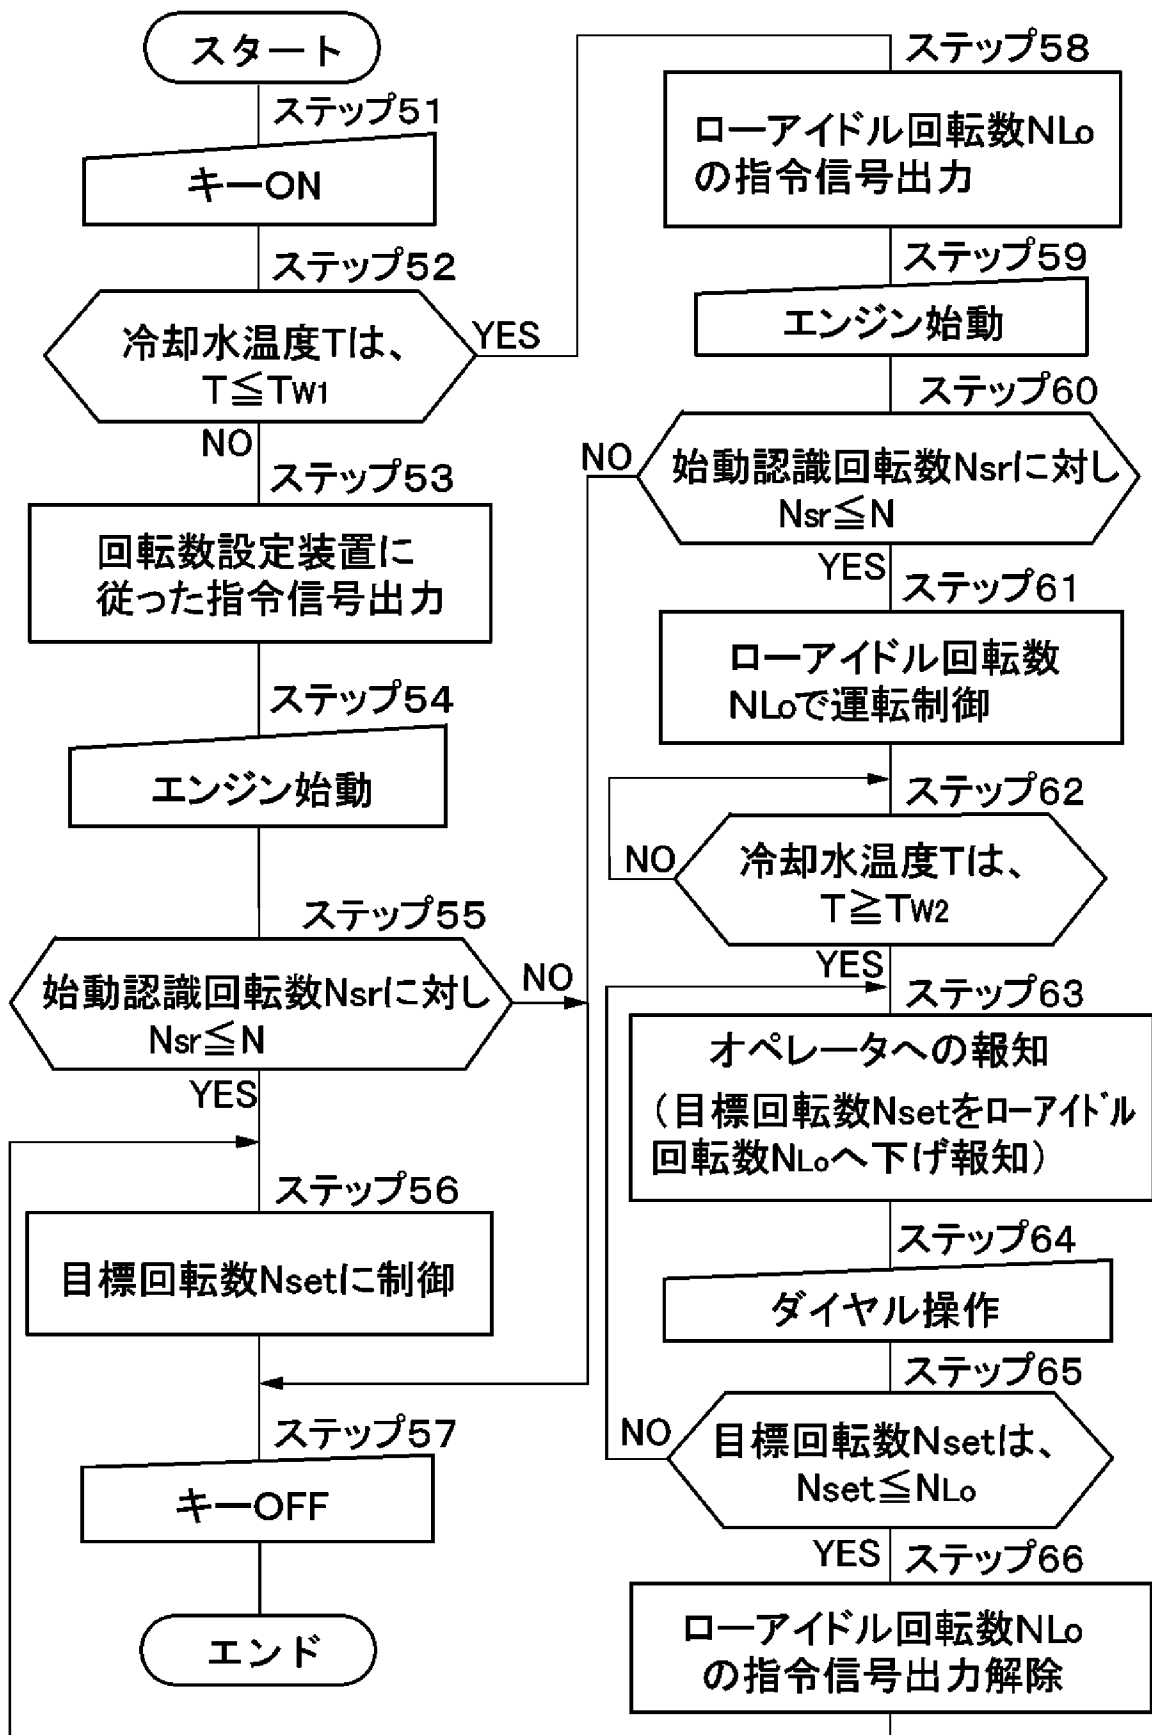 スタート
ステップ51
キーON
ステップ52
冷却水温度Tは、
T≦TW1
YES
NO
ステップ53
回転数設定装置に
従った指令信号出力
ステップ54
エンジン始動
ステップ55
始動認識回転数Nsrに対し
Nsr≦N
NO
YES
ステップ56
目標回転数Nsetに制御
ステップ57
キーOFF
エンド
ステップ58
ローアイドル回転数NLo
の指令信号出力
ステップ59
エンジン始動
ステップ60
NO
始動認識回転数Nsrに対し
Nsr≦N
YES
ステップ61
ローアイドル回転数
NLoで運転制御
ステップ62
NO
冷却水温度Tは、
T≧TW2
YES
ステップ63
オペレータへの報知
(目標回転数Nsetをローアイドル
回転数NLoへ下げ報知)
ステップ64
ダイヤル操作
ステップ65
NO
目標回転数Nsetは、
Nset≦NLo
YES
ステップ66
ローアイドル回転数NLo
の指令信号出力解除